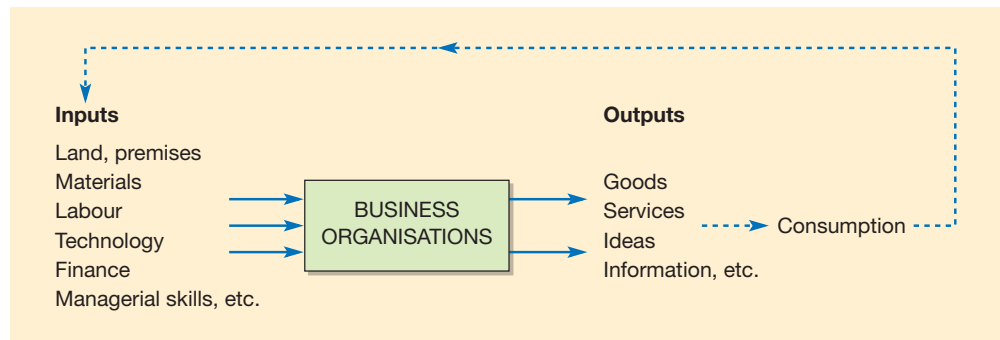 Inputs
Land, premises
Materials
Labour
Technology
Finance
Managerial skills, etc.
BUSINESS
ORGANISATIONS
Outputs
Goods
Services
Ideas
Information, etc.
Consumption